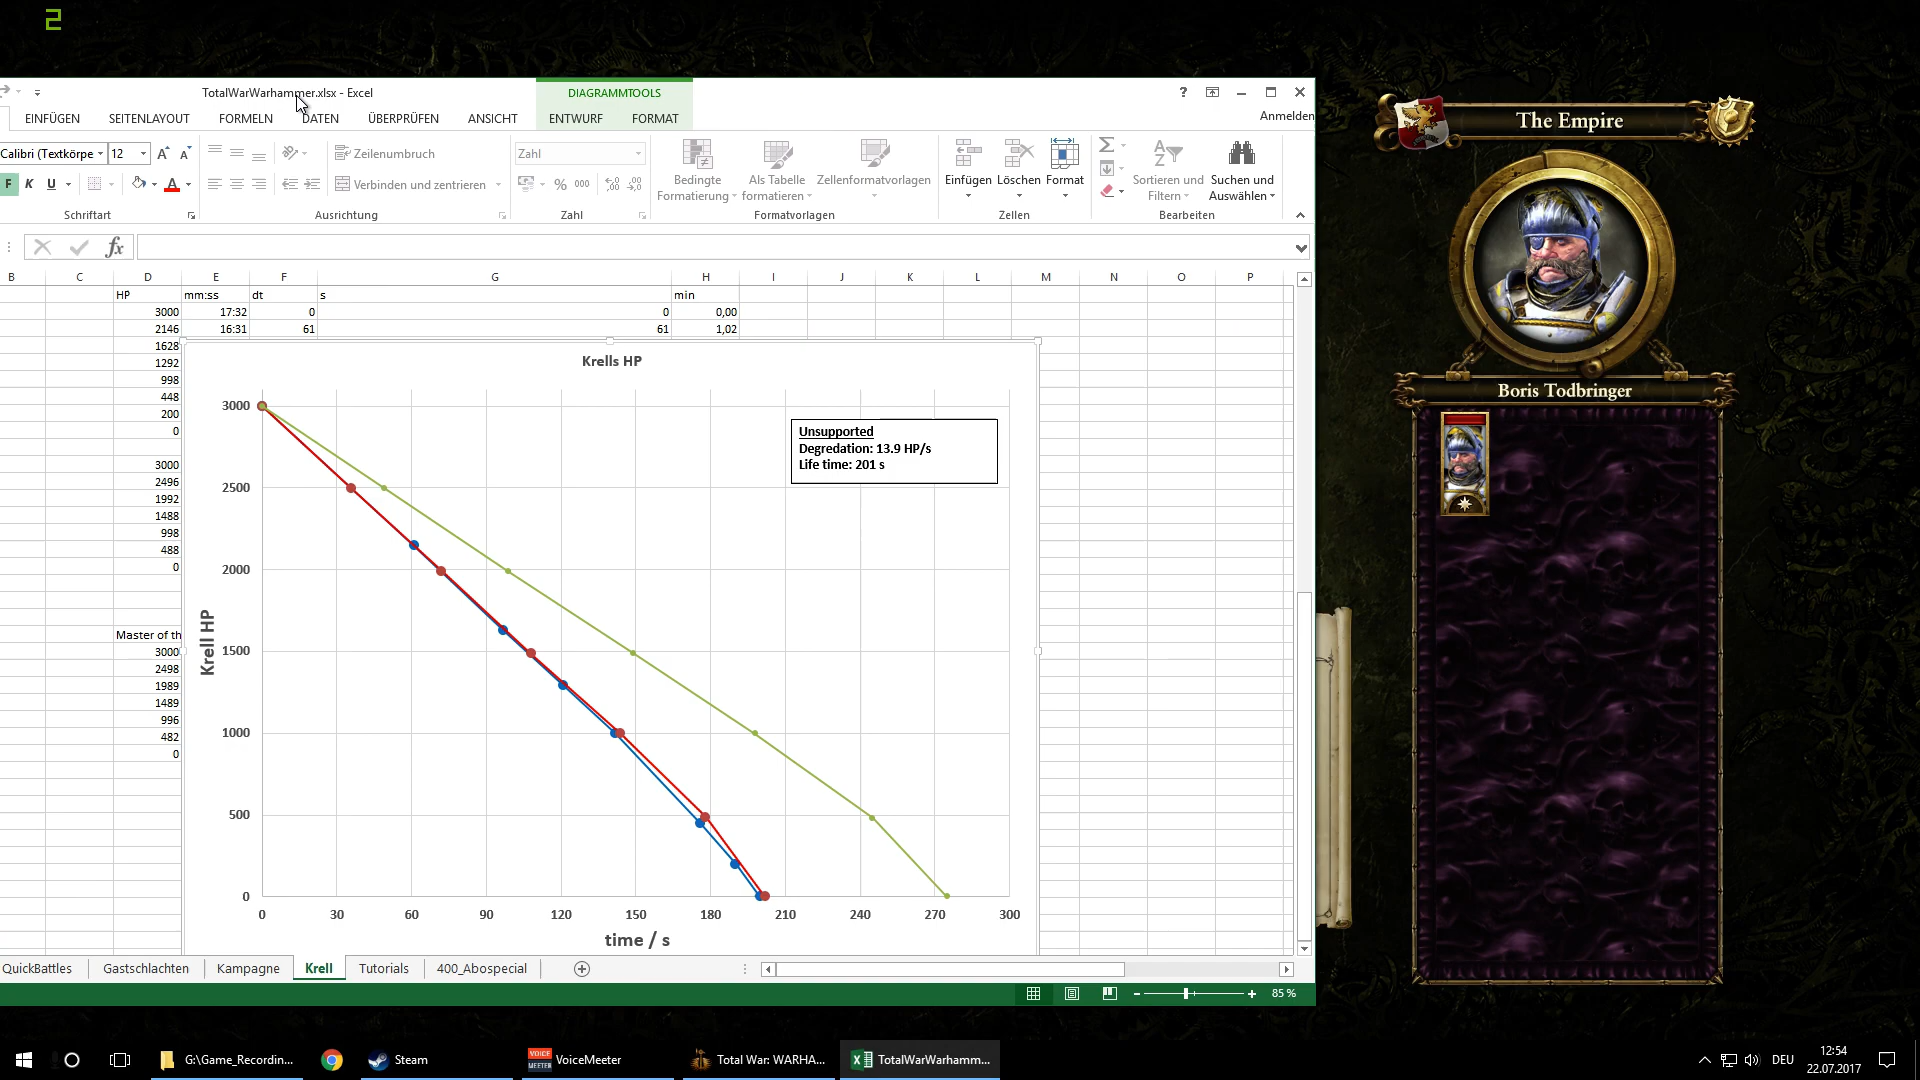 2
TotalWarWarhammer.xlsx - Excel
DIAGRAMMTOOLS
?
EINFÜGEN SEITENLAYOUT FORMELN DATEN ÜBERPRÜFEN ANSICHT ENTWURF FORMAT Anmelden
Calibri (Textkörpe 12 A A Zeilenumbruch Zahl
F K U A Verbinden und zentrieren % 000
Bedingte Formatierung
Als Tabelle formatieren
Zellenformatvorlagen
Einfügen Löschen Format
Sortieren und Filtern
Suchen und Auswählen
Schriftart Ausrichtung Zahl Formatvorlagen Zellen Bearbeiten
fx
B C D E F G H I J K L M N O P
HP mm:ss dt s min
3000 17:32 0 0 0,00
2146 16:31 61 61 1,02
1628
1292
998
448
200
0
3000
2496
1992
1488
998
488
0
Master of th
3000
2498
1989
1489
996
482
0
Krells HP
Unsupported
Degredation: 13.9 HP/s
Life time: 201 s
Krell HP
3000
2500
2000
1500
1000
500
0
0 30 60 90 120 150 180 210 240 270 300
time / s
QuickBattles Gastschlachten Kampagne Krell Tutorials 400_Abospecial
85 %
The Empire
Boris Todbringer
G:\Game_Recordin...
Steam
VOICE MEETER
VoiceMeeter
Total War: WARHA...
TotalWarWarhamm...
DEU
12:54
22.07.2017